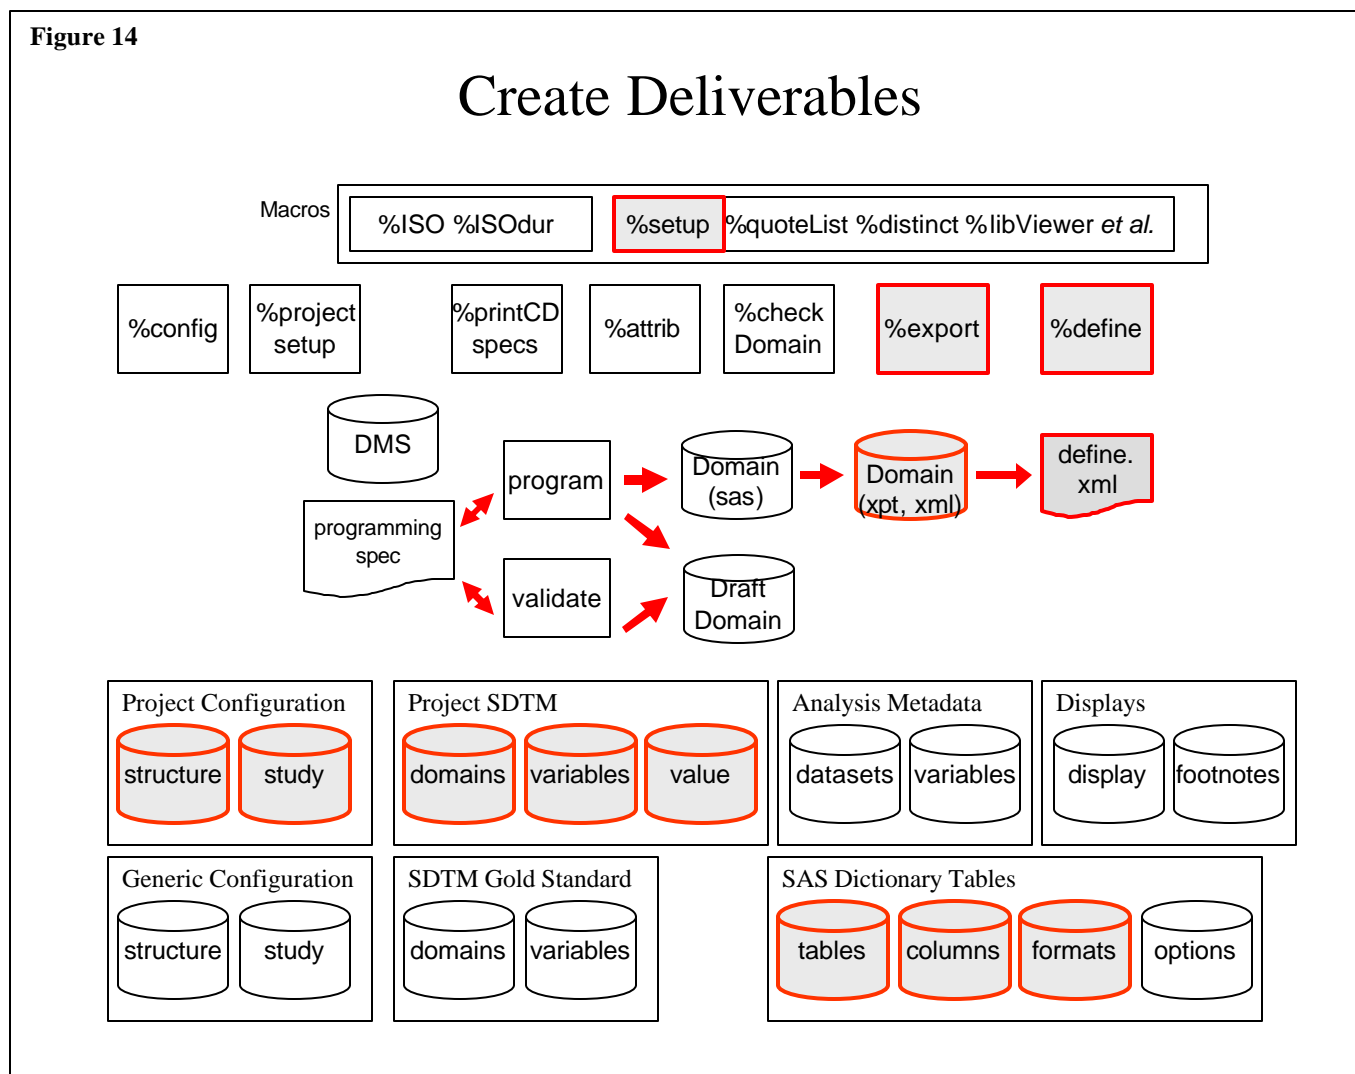 Figure 14
Create Deliverables
Macros
%ISO %ISOdur
%setup %quoteList %distinct %libViewer et al.
%config
%project
setup
%printCD
specs
%attrib
%check
Domain
%export
%define
DMS
programming
spec
program
validate
Domain
(sas)
Draft
Domain
Domain
(xpt, xml)
define.
xml
Project Configuration
structure
study
Project SDTM
domains
variables
value
Analysis Metadata
datasets
variables
Displays
display
footnotes
Generic Configuration
structure
study
SDTM Gold Standard
domains
variables
SAS Dictionary Tables
tables
columns
formats
options